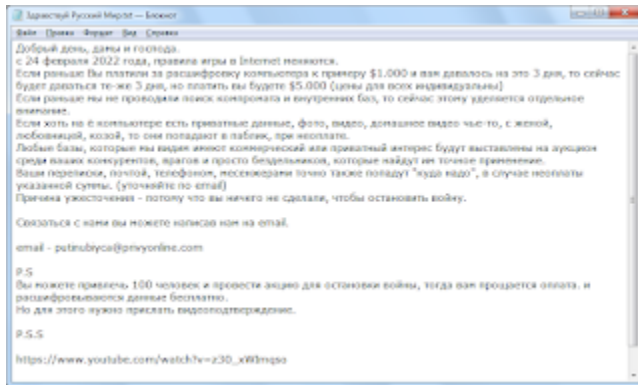 Здравствуй Русский Мир.txt — Блокнот
Файл Правка Формат Вид Справка
Добрый день, дамы и господа.
с 24 февраля 2022 года, правила игры в Internet меняются.
Если раньше Вы платили за расшифровку компьютера к примеру $1.000 и вам давалось на это 3 дня, то сейчас
будет даваться те-же 3 дня, но платить вы будете $5.000 (цены для всех индивидуальны)
Если раньше мы не проводили поиск компромата и внутренних баз, то сейчас этому уделяется отдельное
внимание.
Если хоть на 1 компьютере есть приватные данные, фото, видео, домашнее видео чье-то, с женой,
любовницей, козой, то они попадают в паблик, при неоплате.
Любые базы, которые мы видим имеют коммерческий или приватный интерес будут выставлены на аукцион
среди ваших конкурентов, врагов и просто бездельников, которые найдут им точное применение.
Ваши переписки, почтой, телефоном, месенжерами точно также попадут "куда надо", в случае неоплаты
указанной суммы. (уточняйте по email)
Причина ужесточения - потому что вы ничего не сделали, чтобы остановить войну.
Связаться с нами вы можете написав нам на email.
email - putinubiyca@privyonline.com
P.S
Вы можете привлечь 100 человек и провести акцию для остановки войны, тогда вам прощается оплата. и
расшифровываются данные бесплатно.
Но для этого нужно прислать видеоподтверждение.
P.S.S